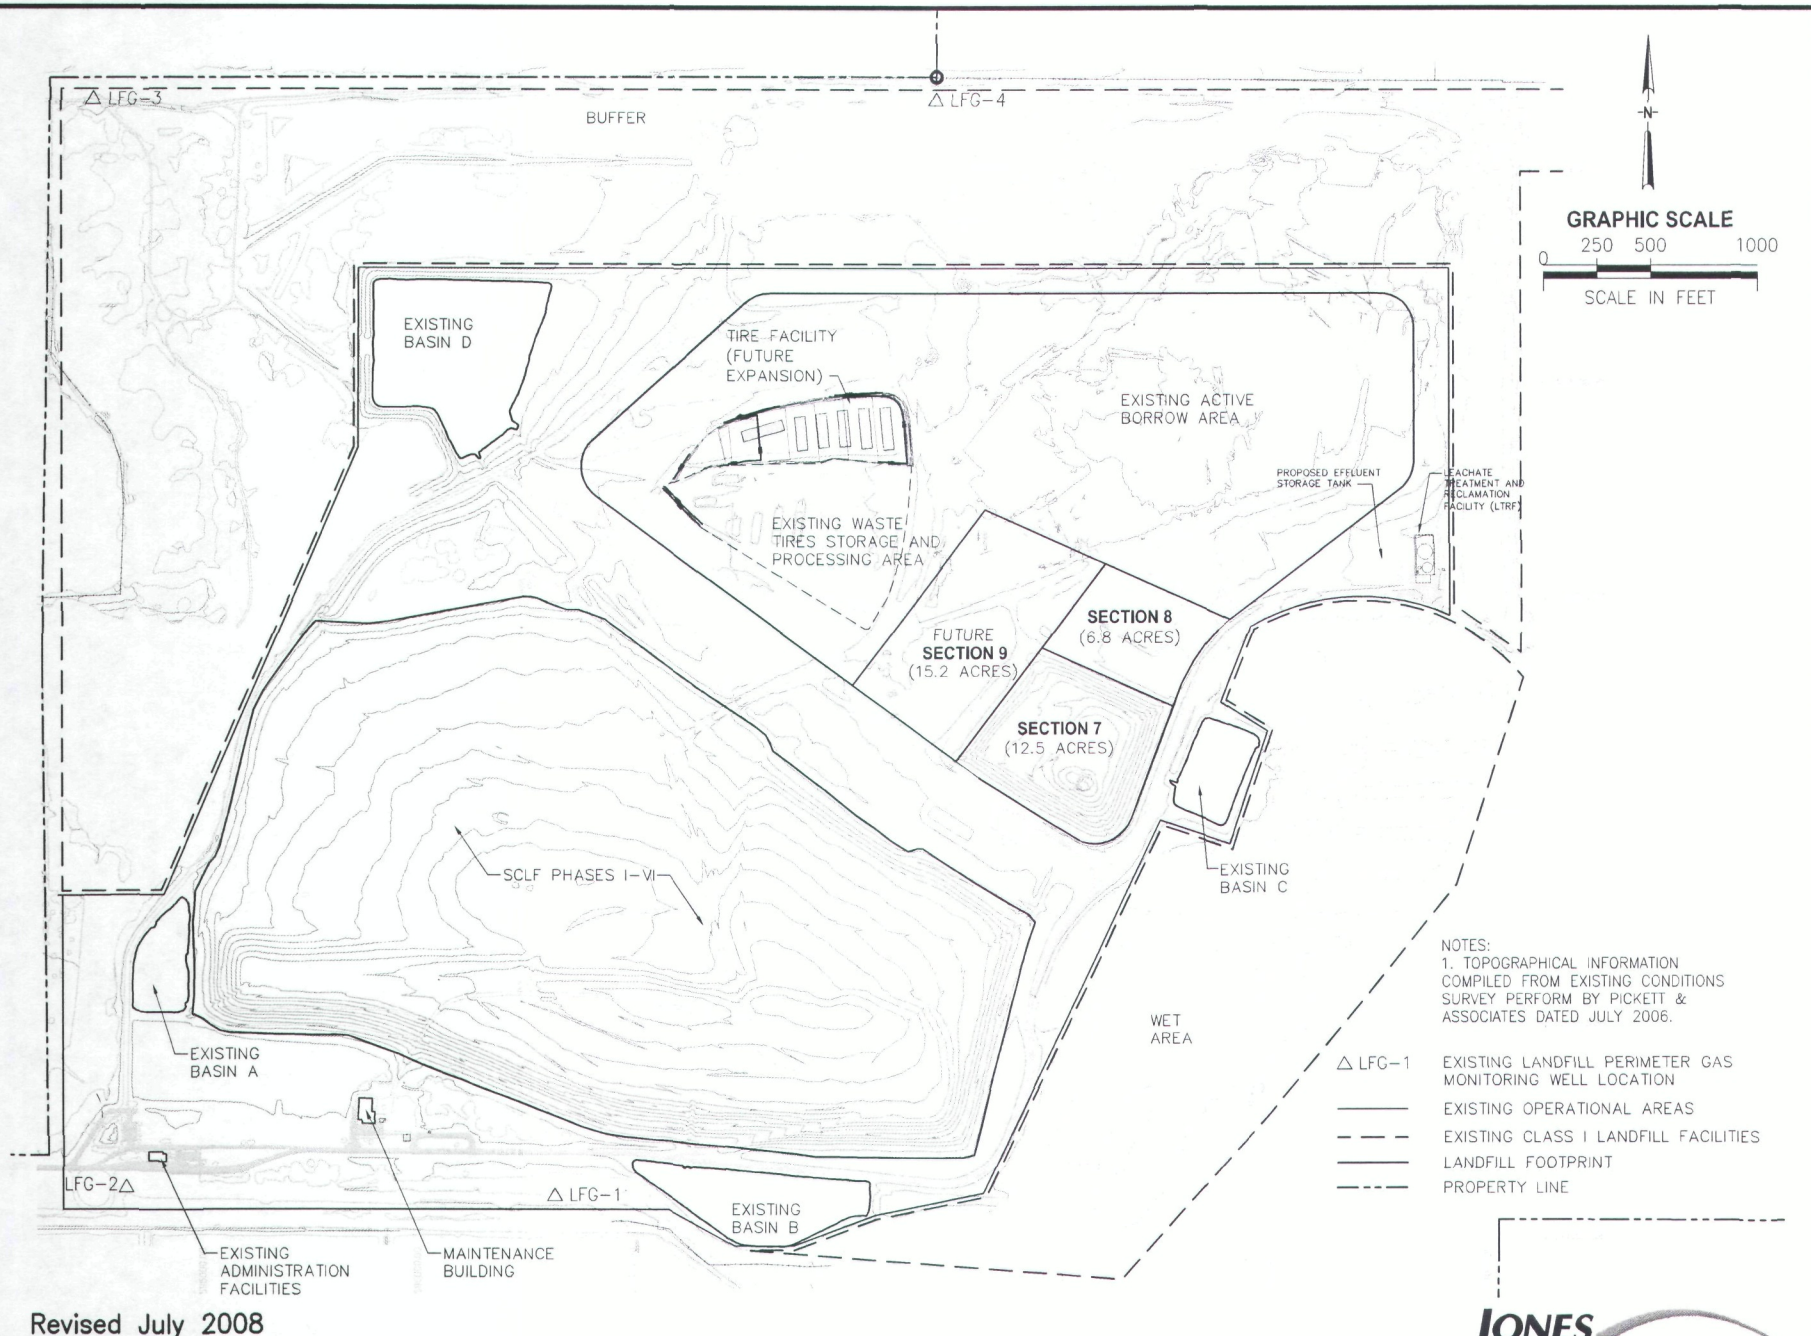 △ LFG-3
△ LFG-4
BUFFER
N
GRAPHIC SCALE
0 250 500 1000
SCALE IN FEET
EXISTING
BASIN D
TIRE FACILITY
(FUTURE
EXPANSION)
EXISTING ACTIVE
BORROW AREA
PROPOSED EFFLUENT
STORAGE TANK
LEACHATE
TREATMENT AND
RECLAMATION
FACILITY (LTRF)
EXISTING WASTE
TIRES STORAGE AND
PROCESSING AREA
SECTION 8
(6.8 ACRES)
FUTURE
SECTION 9
(15.2 ACRES)
SECTION 7
(12.5 ACRES)
SCLF PHASES I-VI
EXISTING
BASIN C
EXISTING
BASIN A
WET
AREA
NOTES:
1. TOPOGRAPHICAL INFORMATION
COMPILED FROM EXISTING CONDITIONS
SURVEY PERFORM BY PICKETT &
ASSOCIATES DATED JULY 2006.
△ LFG-1 EXISTING LANDFILL PERIMETER GAS
MONITORING WELL LOCATION
EXISTING OPERATIONAL AREAS
EXISTING CLASS I LANDFILL FACILITIES
LANDFILL FOOTPRINT
PROPERTY LINE
LFG-2△
△ LFG-1
EXISTING
BASIN B
EXISTING
ADMINISTRATION
FACILITIES
MAINTENANCE
BUILDING
Revised July 2008
JONES